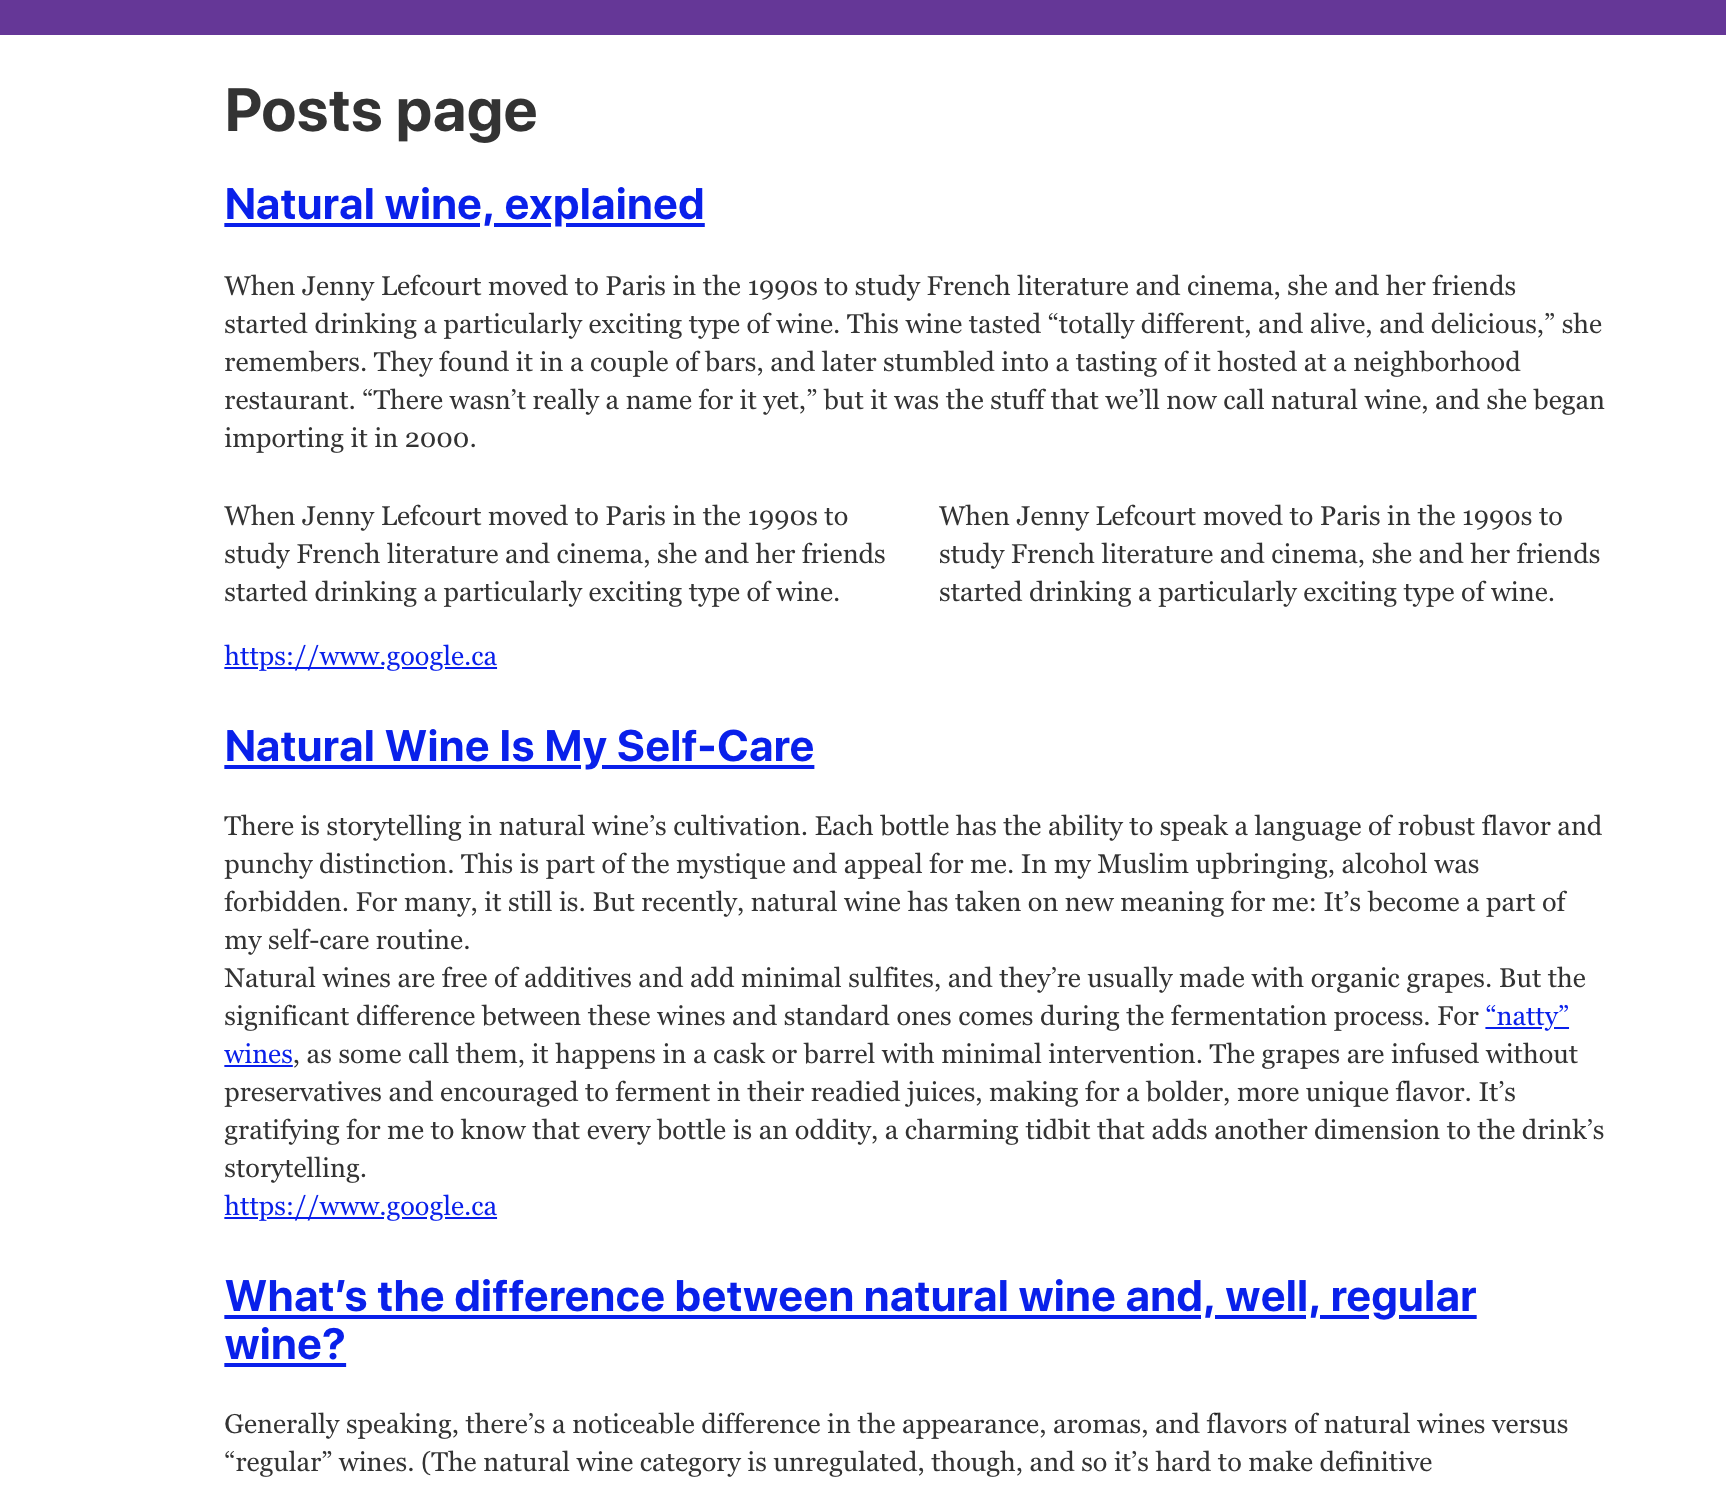 Posts page
Natural wine, explained
When Jenny Lefcourt moved to Paris in the 1990s to study French literature and cinema, she and her friends
started drinking a particularly exciting type of wine. This wine tasted “totally different, and alive, and delicious,” she
remembers. They found it in a couple of bars, and later stumbled into a tasting of it hosted at a neighborhood
restaurant. “There wasn’t really a name for it yet,” but it was the stuff that we’ll now call natural wine, and she began
importing it in 2000.
When Jenny Lefcourt moved to Paris in the 1990s to
study French literature and cinema, she and her friends
started drinking a particularly exciting type of wine.
When Jenny Lefcourt moved to Paris in the 1990s to
study French literature and cinema, she and her friends
started drinking a particularly exciting type of wine.
https://www.google.ca
Natural Wine Is My Self-Care
There is storytelling in natural wine’s cultivation. Each bottle has the ability to speak a language of robust flavor and
punchy distinction. This is part of the mystique and appeal for me. In my Muslim upbringing, alcohol was
forbidden. For many, it still is. But recently, natural wine has taken on new meaning for me: It’s become a part of
my self-care routine.
Natural wines are free of additives and add minimal sulfites, and they’re usually made with organic grapes. But the
significant difference between these wines and standard ones comes during the fermentation process. For “natty”
wines, as some call them, it happens in a cask or barrel with minimal intervention. The grapes are infused without
preservatives and encouraged to ferment in their readied juices, making for a bolder, more unique flavor. It’s
gratifying for me to know that every bottle is an oddity, a charming tidbit that adds another dimension to the drink’s
storytelling.
https://www.google.ca
What’s the difference between natural wine and, well, regular
wine?
Generally speaking, there’s a noticeable difference in the appearance, aromas, and flavors of natural wines versus
“regular” wines. (The natural wine category is unregulated, though, and so it’s hard to make definitive